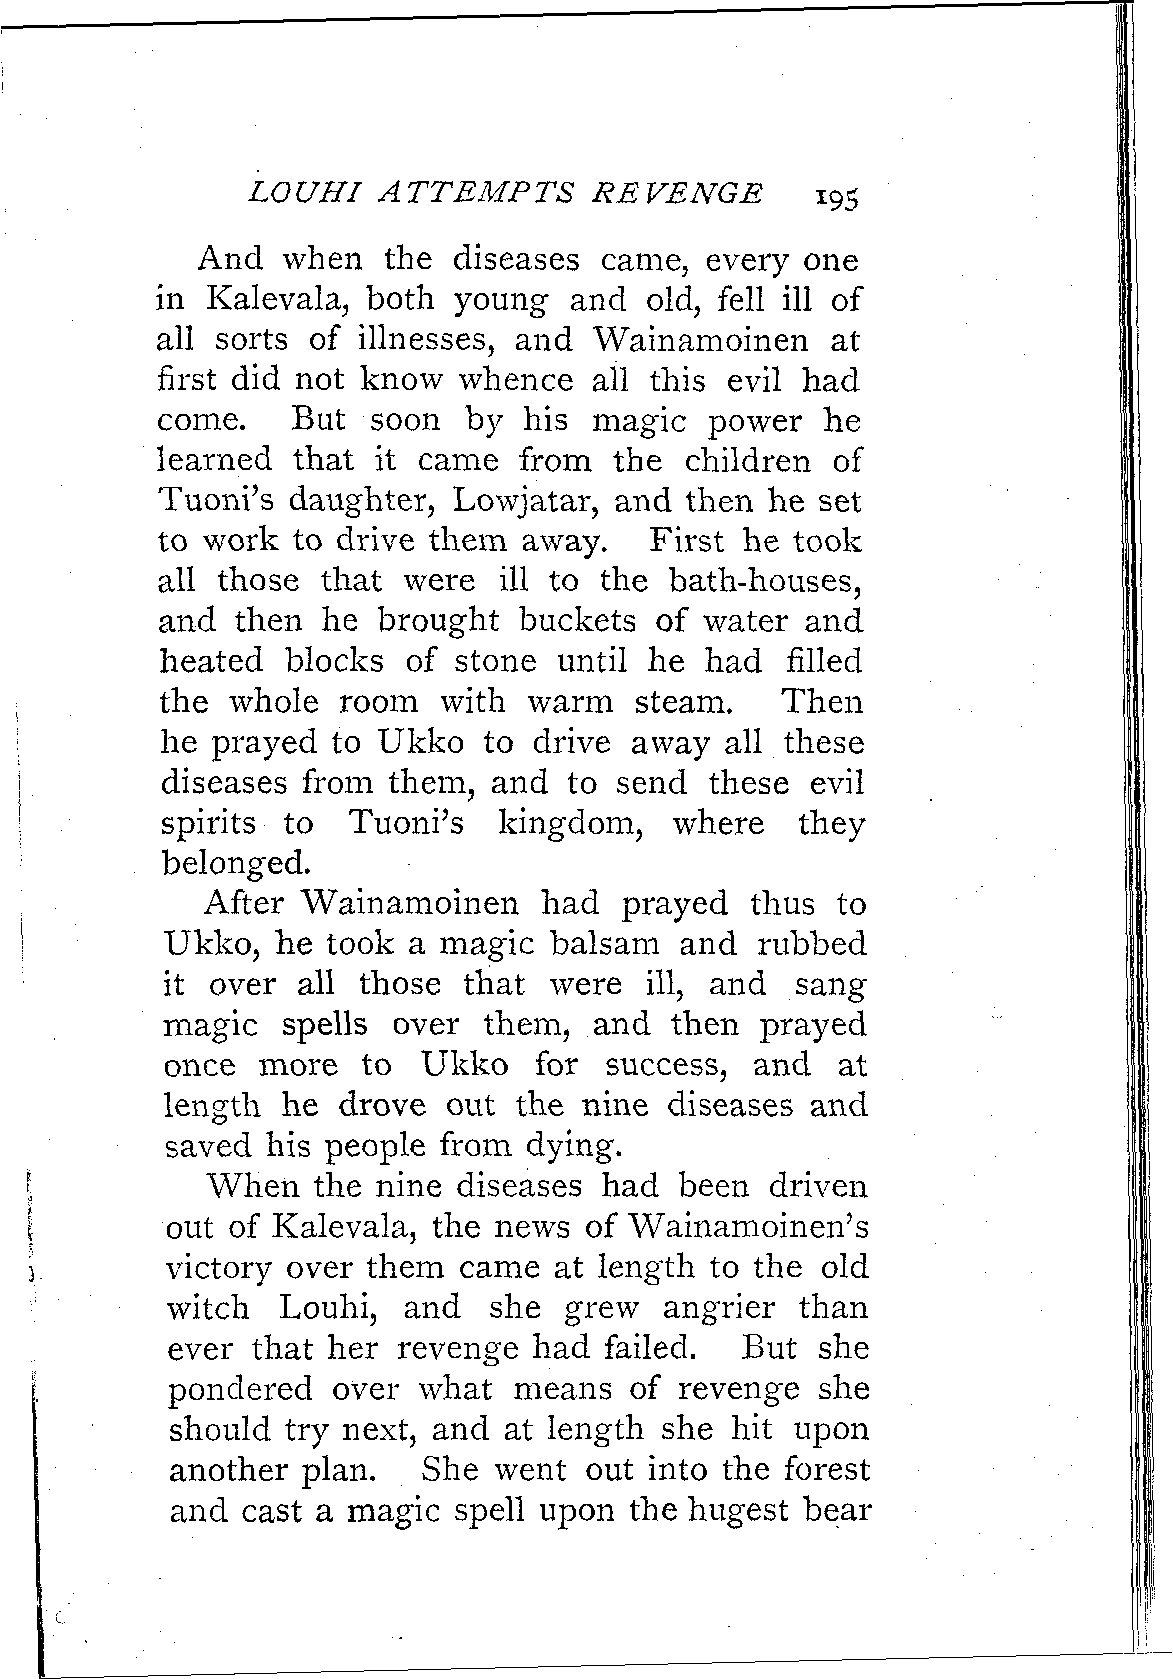 LOUHI ATTEMPTS REVENGE 195
And when the diseases came, every one
in Kalevala, both young and old, fell ill of
all sorts of illnesses, and Wainamoinen at
first did not know whence all this evil had
come. But soon by his magic power he
learned that it came from the children of
Tuoni's daughter, Lowjatar, and then he set
to work to drive them away. First he took
all those that were ill to the bath-houses,
and then he brought buckets of water and
heated blocks of stone until he had filled
the whole room with warm steam. Then
he prayed to Ukko to drive away all these
diseases from them, and to send these evil
spirits to Tuoni's kingdom, where they
belonged.
After Wainamoinen had prayed thus to
Ukko, he took a magic balsam and rubbed
it over all those that were ill, and sang
magic spells over them, and then prayed
once more to Ukko for success, and at
length he drove out the nine diseases and
saved his people from dying.
When the nine diseases had been driven
out of Kalevala, the news of Wainamoinen's
victory over them came at length to the old
witch Louhi, and she grew angrier than
ever that her revenge had failed. But she
pondered over what means of revenge she
should try next, and at length she hit upon
another plan. She went out into the forest
and cast a magic spell upon the hugest bear